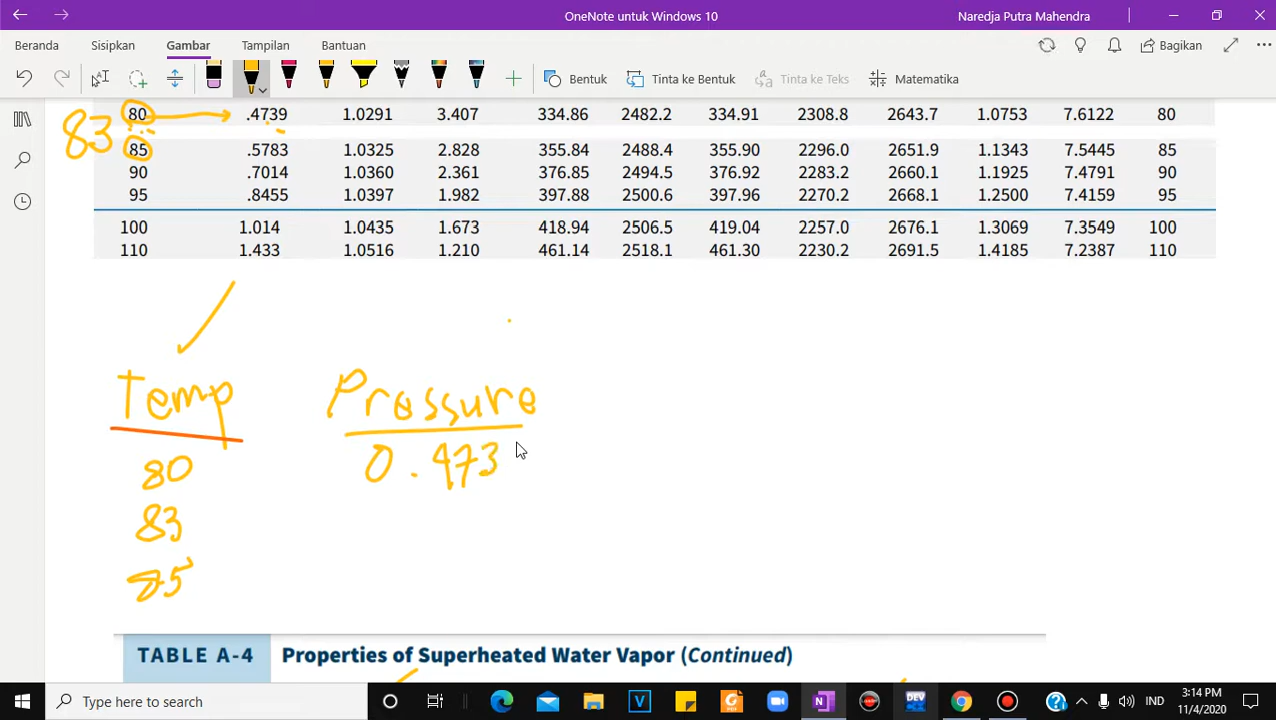 OneNote untuk Windows 10
Naredja Putra Mahendra
Beranda Sisipkan Gambar Tampilan Bantuan
Bagikan
Bentuk Tinta ke Bentuk Tinta ke Teks Matematika
80 .4739 1.0291 3.407 334.86 2482.2 334.91 2308.8 2643.7 1.0753 7.6122 80
83
85 .5783 1.0325 2.828 355.84 2488.4 355.90 2296.0 2651.9 1.1343 7.5445 85
90 .7014 1.0360 2.361 376.85 2494.5 376.92 2283.2 2660.1 1.1925 7.4791 90
95 .8455 1.0397 1.982 397.88 2500.6 397.96 2270.2 2668.1 1.2500 7.4159 95
100 1.014 1.0435 1.673 418.94 2506.5 419.04 2257.0 2676.1 1.3069 7.3549 100
110 1.433 1.0516 1.210 461.14 2518.1 461.30 2230.2 2691.5 1.4185 7.2387 110
Temp Pressure
80 0.473
83
85
TABLE A-4 Properties of Superheated Water Vapor (Continued)
Type here to search
IND
3:14 PM
11/4/2020